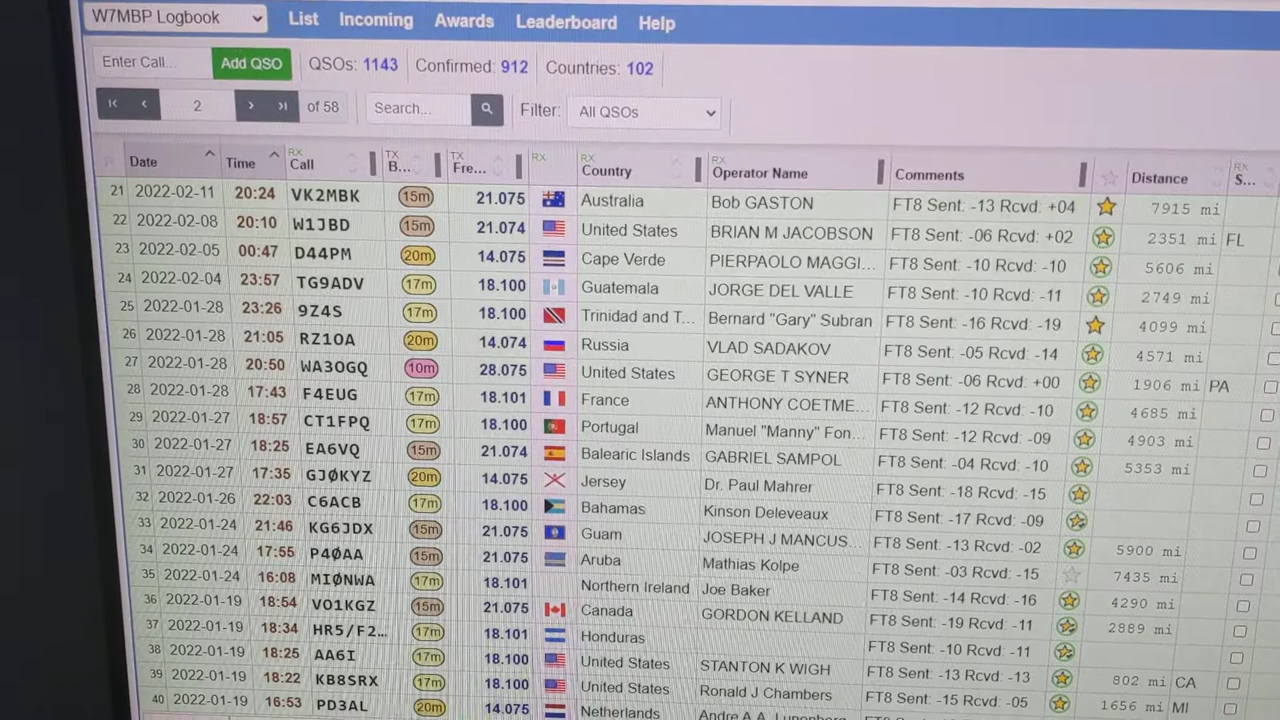 W7MBP Logbook List Incoming Awards Leaderboard Help
Enter Call... Add QSO QSOs: 1143 Confirmed: 912 Countries: 102
2 of 58 Search... Filter: All QSOs
Date Time RX Call TX B... TX Fre... RX RX Country RX Operator Name Comments Distance RX S...
21 2022-02-11 20:24 VK2MBK 15m 21.075 Australia Bob GASTON FT8 Sent: -13 Rcvd: +04 7915 mi
22 2022-02-08 20:10 W1JBD 15m 21.074 United States BRIAN M JACOBSON FT8 Sent: -06 Rcvd: +02 2351 mi FL
23 2022-02-05 00:47 D44PM 20m 14.075 Cape Verde PIERPAOLO MAGGI... FT8 Sent: -10 Rcvd: -10 5606 mi
24 2022-02-04 23:57 TG9ADV 17m 18.100 Guatemala JORGE DEL VALLE FT8 Sent: -10 Rcvd: -11 2749 mi
25 2022-01-28 23:26 9Z4S 17m 18.100 Trinidad and T... Bernard "Gary" Subran FT8 Sent: -16 Rcvd: -19 4099 mi
26 2022-01-28 21:05 RZ1OA 20m 14.074 Russia VLAD SADAKOV FT8 Sent: -05 Rcvd: -14 4571 mi
27 2022-01-28 20:50 WA3OGQ 10m 28.075 United States GEORGE T SYNER FT8 Sent: -06 Rcvd: +00 1906 mi PA
28 2022-01-28 17:43 F4EUG 17m 18.101 France ANTHONY COETME... FT8 Sent: -12 Rcvd: -10 4685 mi
29 2022-01-27 18:57 CT1FPQ 17m 18.100 Portugal Manuel "Manny" Fon... FT8 Sent: -12 Rcvd: -09 4903 mi
30 2022-01-27 18:25 EA6VQ 15m 21.074 Balearic Islands GABRIEL SAMPOL FT8 Sent: -04 Rcvd: -10 5353 mi
31 2022-01-27 17:35 GJØKYZ 20m 14.075 Jersey Dr. Paul Mahrer FT8 Sent: -18 Rcvd: -15
32 2022-01-26 22:03 C6ACB 17m 18.100 Bahamas Kinson Deleveaux FT8 Sent: -17 Rcvd: -09
33 2022-01-24 21:46 KG6JDX 15m 21.075 Guam JOSEPH J MANCUS... FT8 Sent: -13 Rcvd: -02 5900 mi
34 2022-01-24 17:55 P4ØAA 15m 21.075 Aruba Mathias Kolpe FT8 Sent: -03 Rcvd: -15 7435 mi
35 2022-01-24 16:08 MIØNWA 17m 18.101 Northern Ireland Joe Baker FT8 Sent: -14 Rcvd: -16 4290 mi
36 2022-01-19 18:54 VO1KGZ 15m 21.075 Canada GORDON KELLAND FT8 Sent: -19 Rcvd: -11 2889 mi
37 2022-01-19 18:34 HR5/F2... 17m 18.101 Honduras FT8 Sent: -10 Rcvd: -11
38 2022-01-19 18:25 AA6I 17m 18.100 United States STANTON K WIGH FT8 Sent: -13 Rcvd: -13 802 mi CA
39 2022-01-19 18:22 KB8SRX 17m 18.100 United States Ronald J Chambers FT8 Sent: -15 Rcvd: -05 1656 mi MI
40 2022-01-19 16:53 PD3AL 20m 14.075 Netherlands Andre